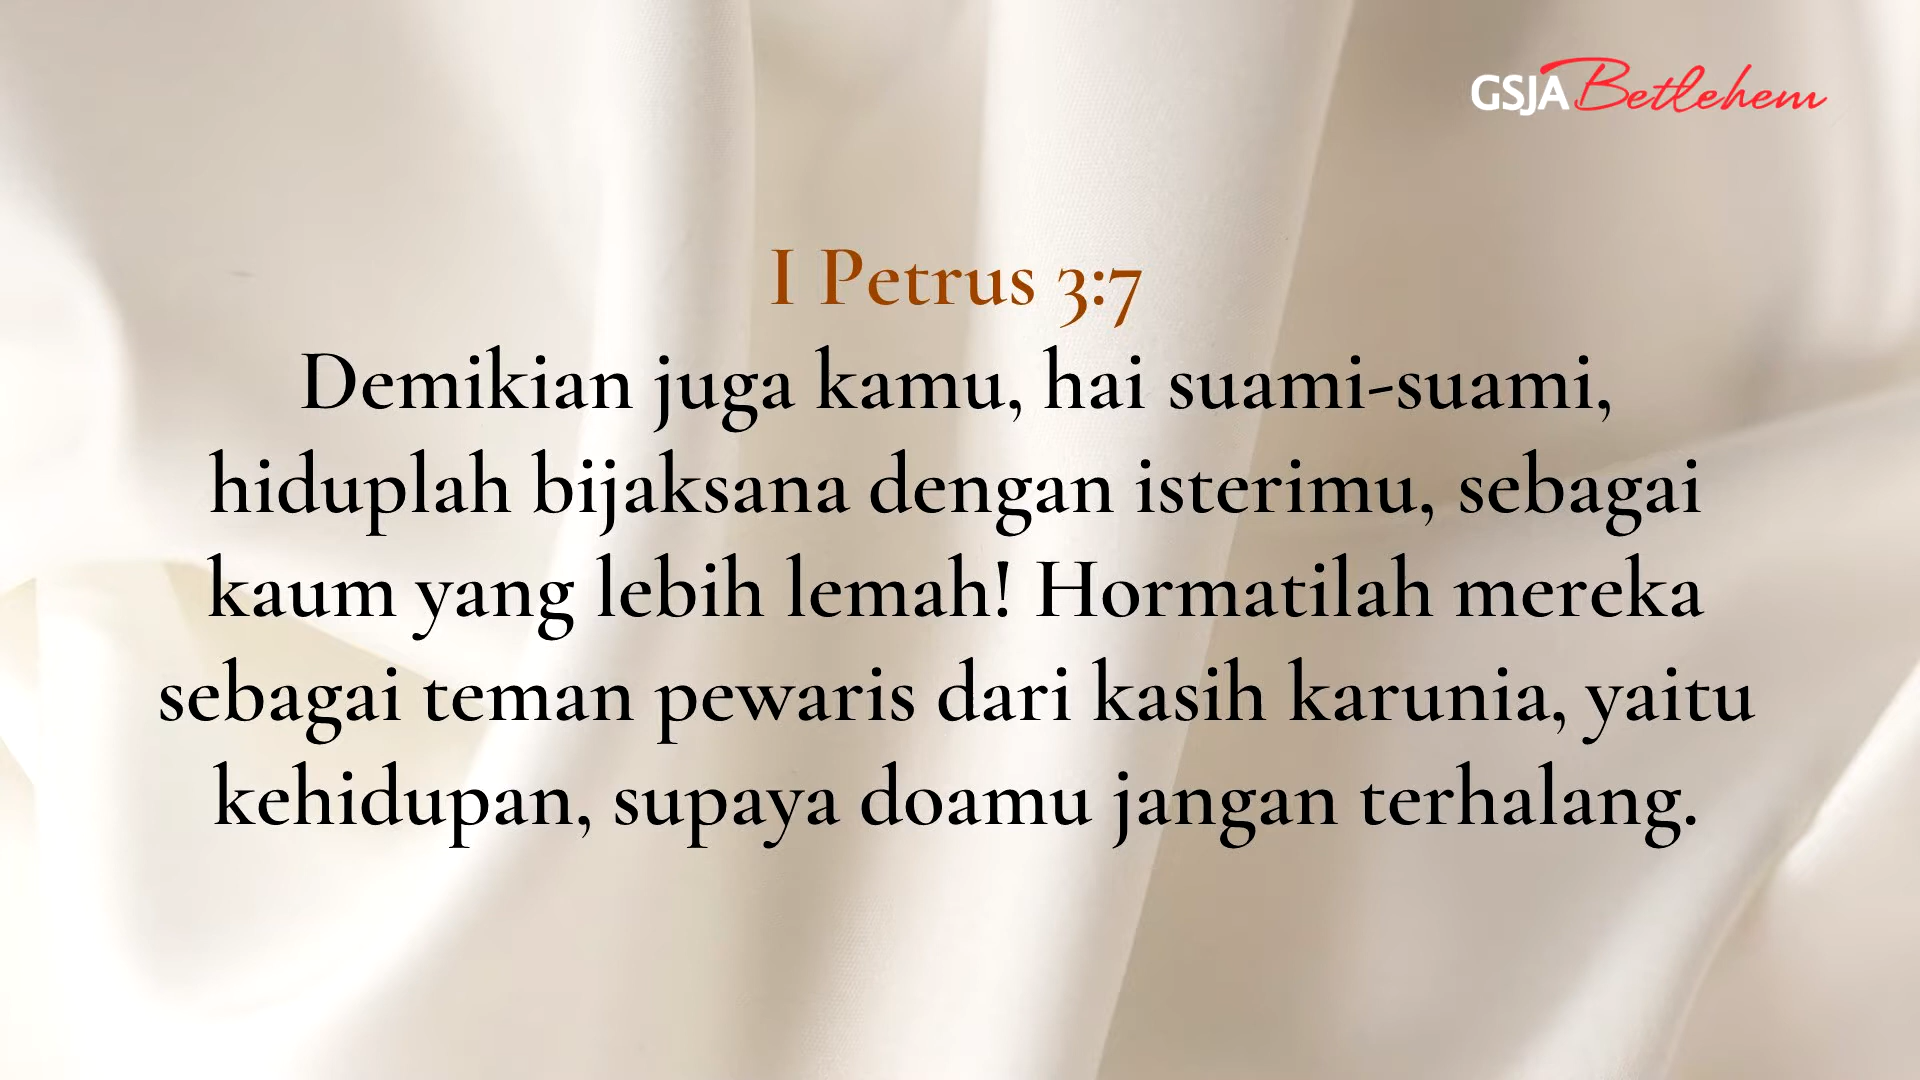 GSJA Betlehem
I Petrus 3:7
Demikian juga kamu, hai suami-suami,
hiduplah bijaksana dengan isterimu, sebagai
kaum yang lebih lemah! Hormatilah mereka
sebagai teman pewaris dari kasih karunia, yaitu
kehidupan, supaya doamu jangan terhalang.